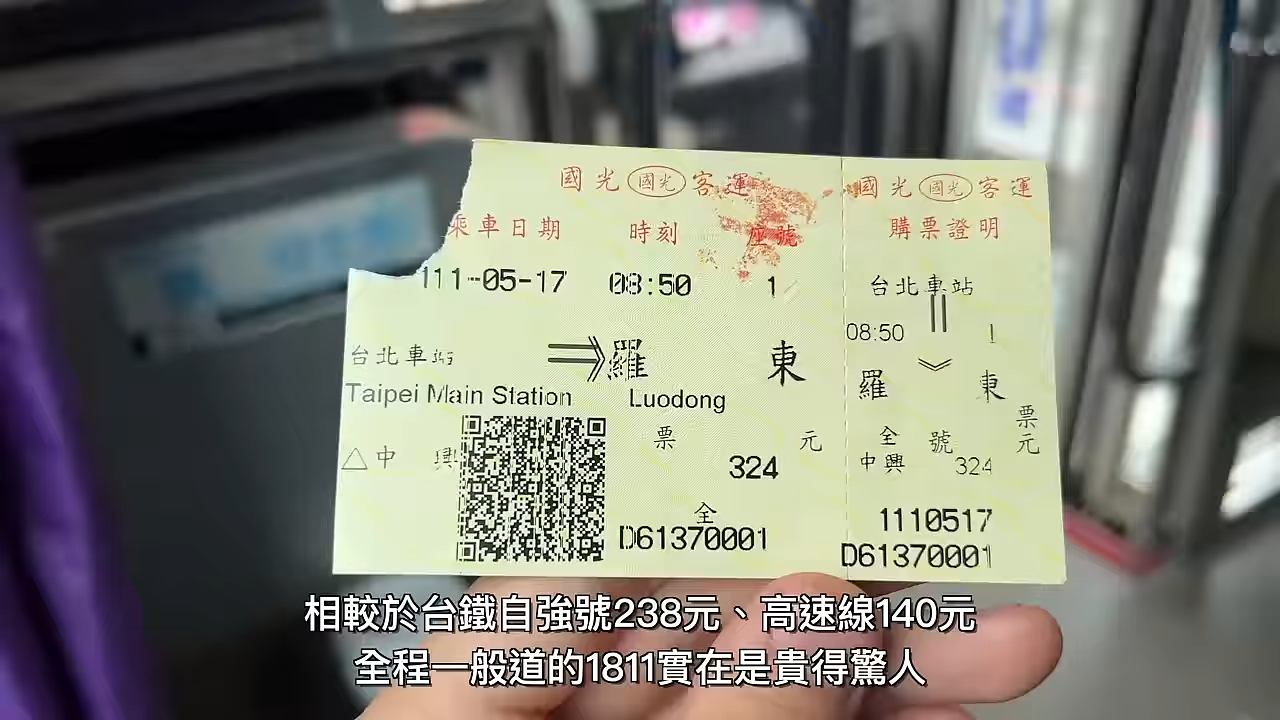 國光 國光 客運
乘車日期 時刻 座號
111-05-17 08:50 1
台北車站 羅東
Taipei Main Station Luodong
△中興
票 元
324
全
D61370001
國光 國光 客運
購票證明
台北車站
08:50 1
羅東
票元
全號
中興 324
1110517
D61370001
相較於台鐵自強號238元、高速線140元
全程一般道的1811實在是貴得驚人